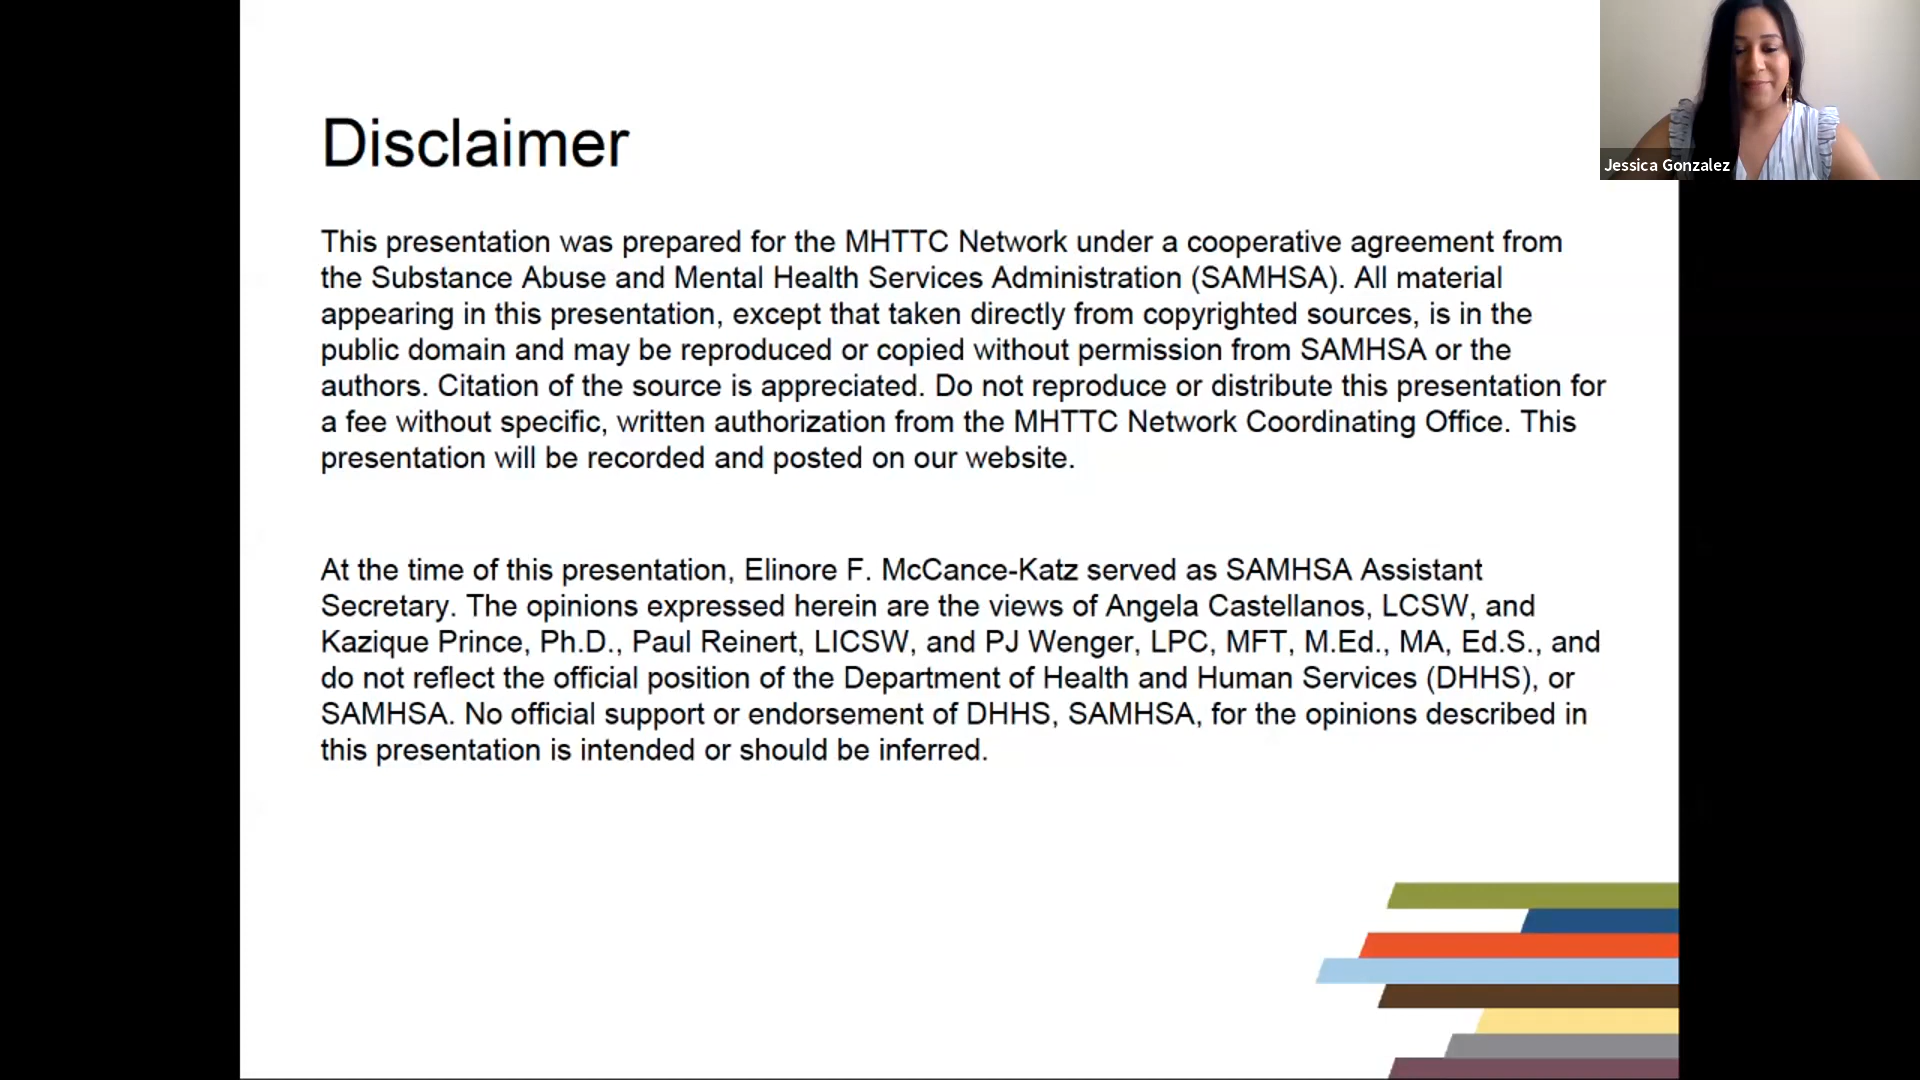 Disclaimer
Jessica Gonzalez
This presentation was prepared for the MHTTC Network under a cooperative agreement from
the Substance Abuse and Mental Health Services Administration (SAMHSA). All material
appearing in this presentation, except that taken directly from copyrighted sources, is in the
public domain and may be reproduced or copied without permission from SAMHSA or the
authors. Citation of the source is appreciated. Do not reproduce or distribute this presentation for
a fee without specific, written authorization from the MHTTC Network Coordinating Office. This
presentation will be recorded and posted on our website.
At the time of this presentation, Elinore F. McCance-Katz served as SAMHSA Assistant
Secretary. The opinions expressed herein are the views of Angela Castellanos, LCSW, and
Kazique Prince, Ph.D., Paul Reinert, LICSW, and PJ Wenger, LPC, MFT, M.Ed., MA, Ed.S., and
do not reflect the official position of the Department of Health and Human Services (DHHS), or
SAMHSA. No official support or endorsement of DHHS, SAMHSA, for the opinions described in
this presentation is intended or should be inferred.